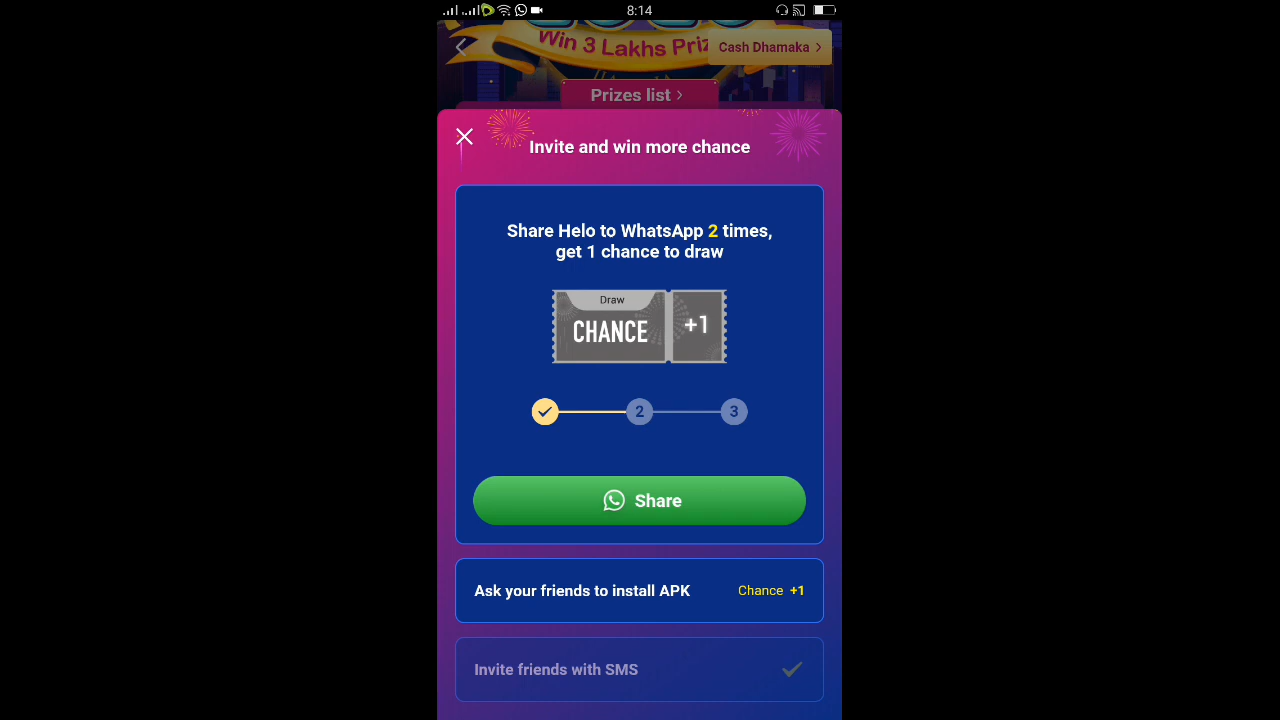 8:14
Win 3 Lakhs Priz
Cash Dhamaka >
Prizes list >
Invite and win more chance
Share Helo to WhatsApp 2 times,
get 1 chance to draw
Draw
CHANCE
+1
2
3
Share
Ask your friends to install APK
Chance +1
Invite friends with SMS